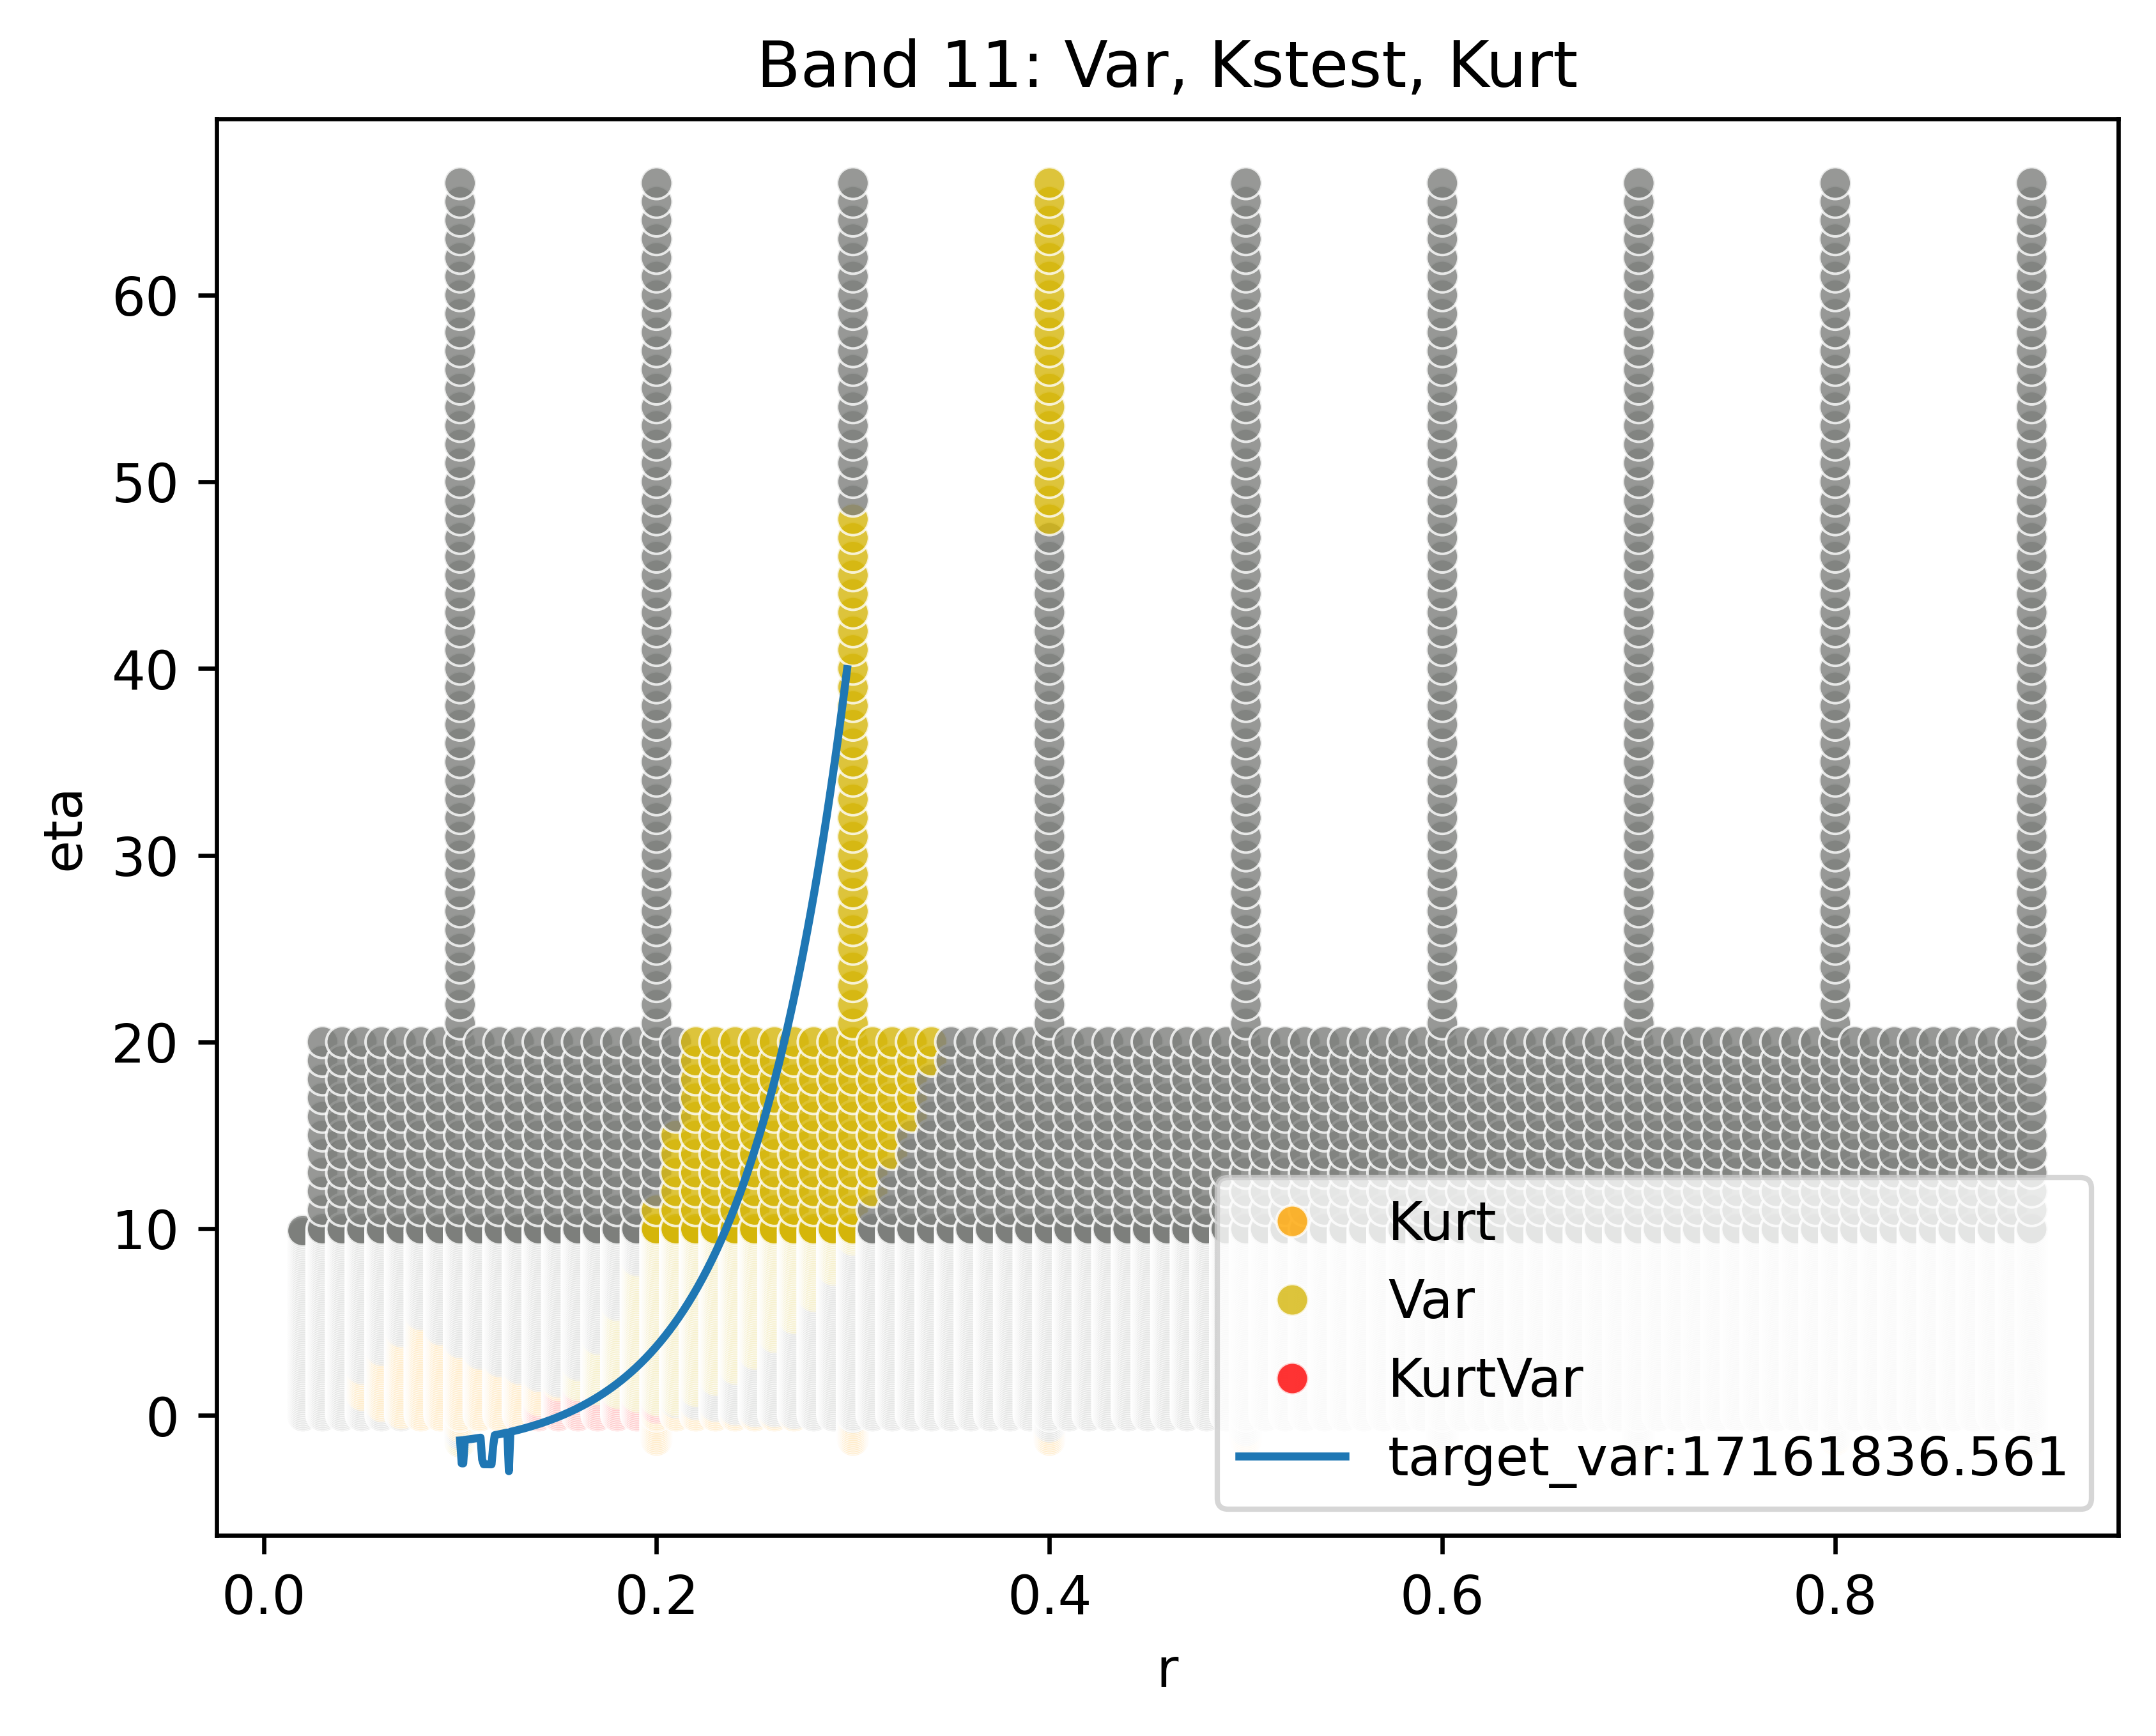 Band 11: Var, Kstest, Kurt
eta
60
50
40
30
20
10
0
Kurt
Var
KurtVar
target_var:17161836.561
0.0 0.2 0.4 0.6 0.8
r